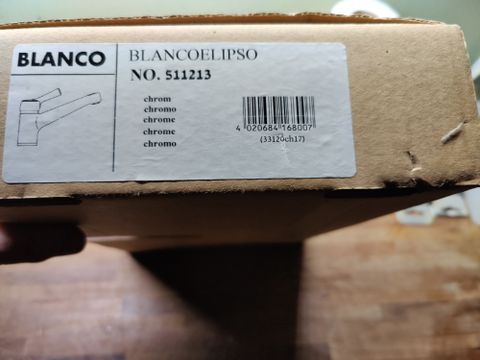 BLANCO
BLANCOELIPSO
NO. 511213
chrom
chromo
chrome
chrome
chromo
4 020684 168007
(33120ch17)